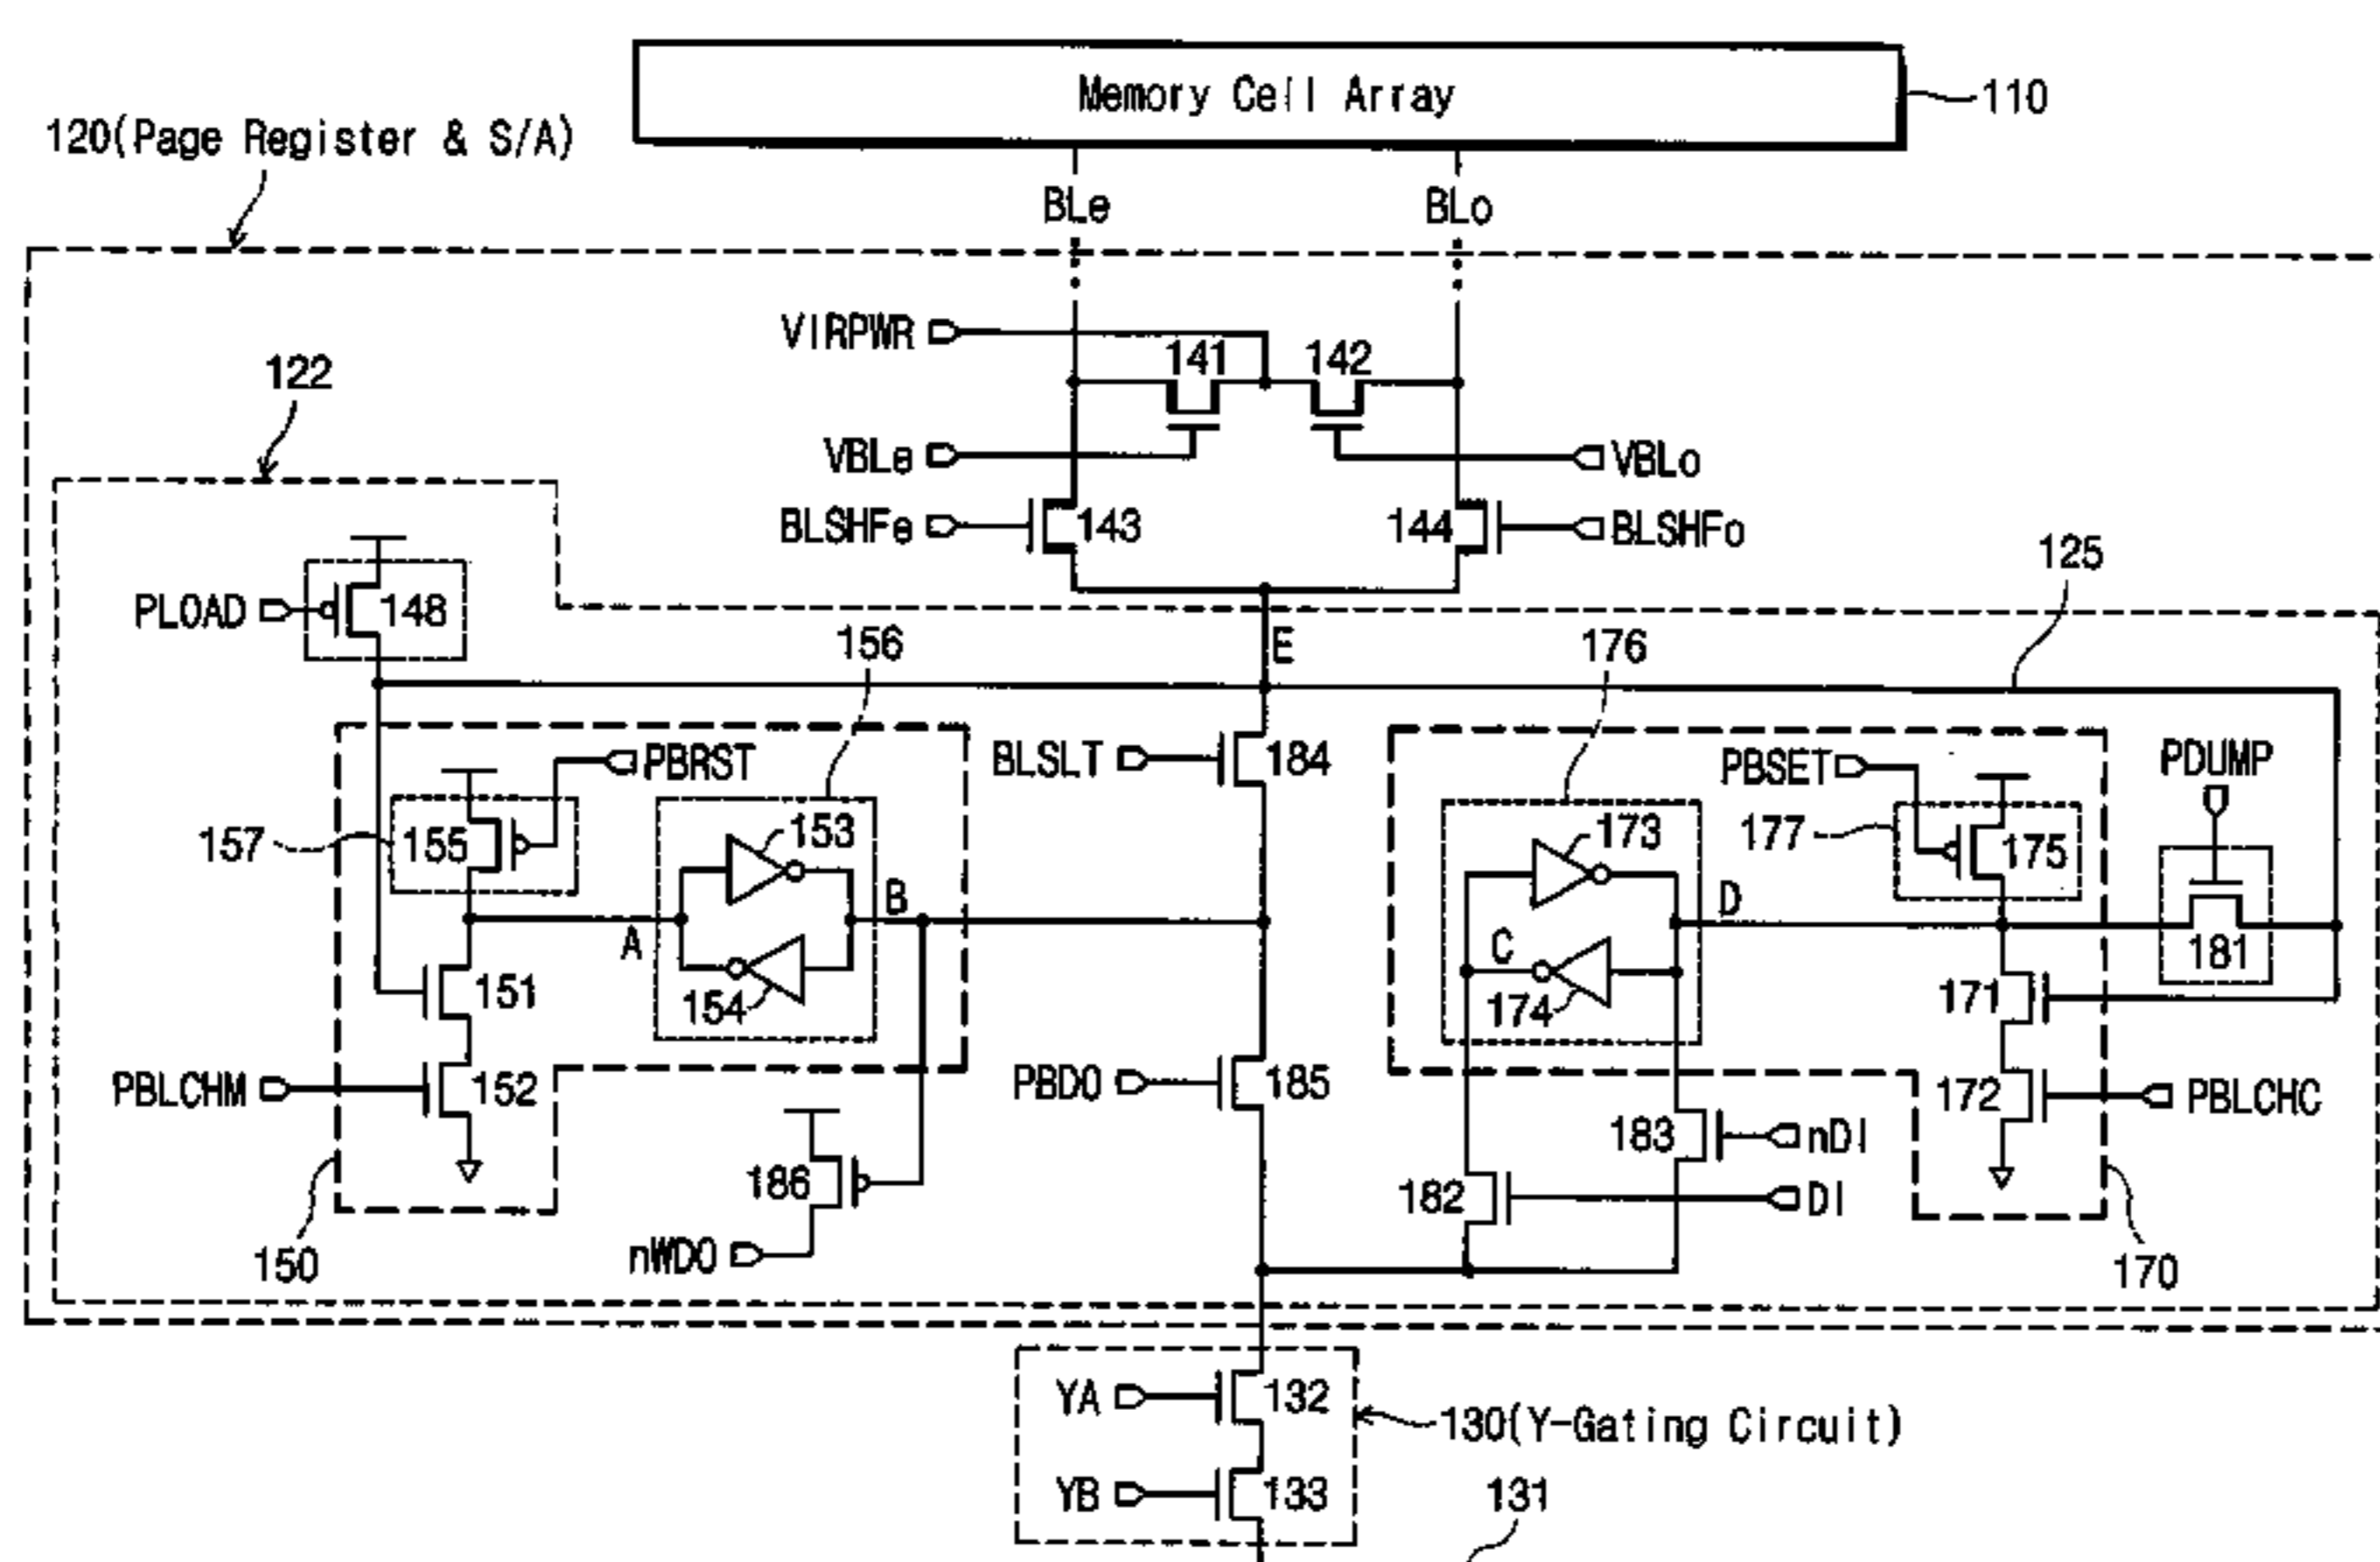 Memory Cell Array
110
120(Page Register & S/A)
BLe
BLo
VIRPWR
141
142
122
VBLe
VBLo
BLSHFe
143
144
BLSHFo
125
PLOAD
148
156
E
176
PBRST
BLSLT
184
PBSET
PDUMP
157
155
153
B
173
D
177
175
A
C
181
151
154
174
171
PBLCHM
152
PBDO
185
172
PBLCHC
186
183
nDI
182
DI
nWDO
150
170
YA
132
130(Y-Gating Circuit)
YB
133
131